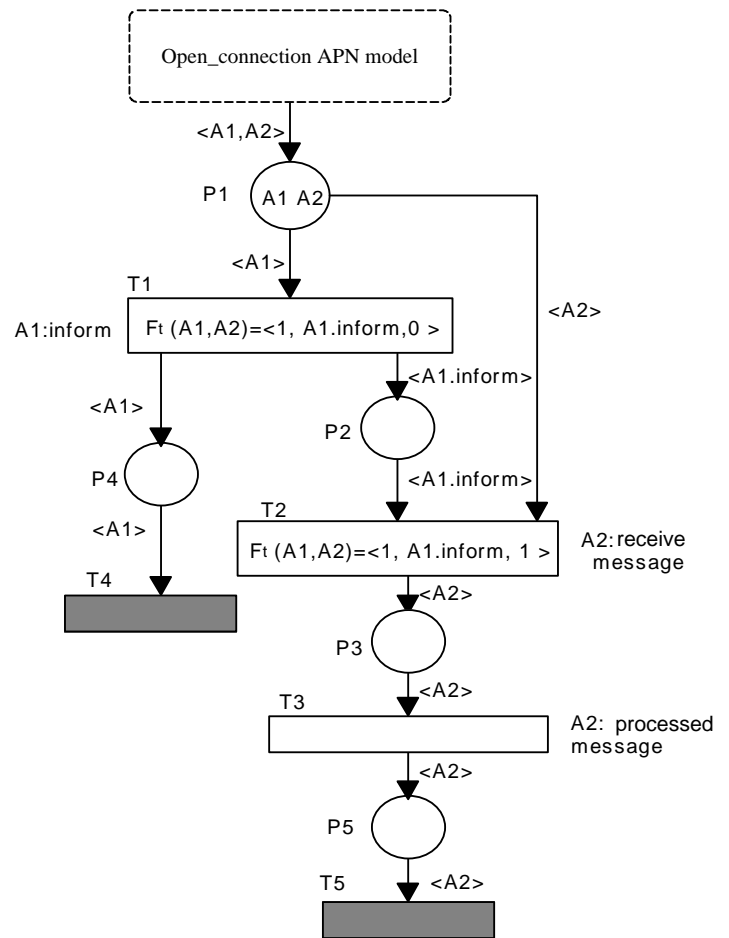 Open_connection APN model
<A1,A2>
P1
A1 A2
<A1>
T1
<A2>
A1:inform
Ft (A1,A2)=<1, A1.inform,0 >
<A1.inform>
<A1>
P2
P4
<A1.inform>
<A1>
T2
Ft (A1,A2)=<1, A1.inform, 1 >
A2:receive
message
T4
<A2>
P3
<A2>
T3
A2: processed
message
<A2>
P5
T5
<A2>